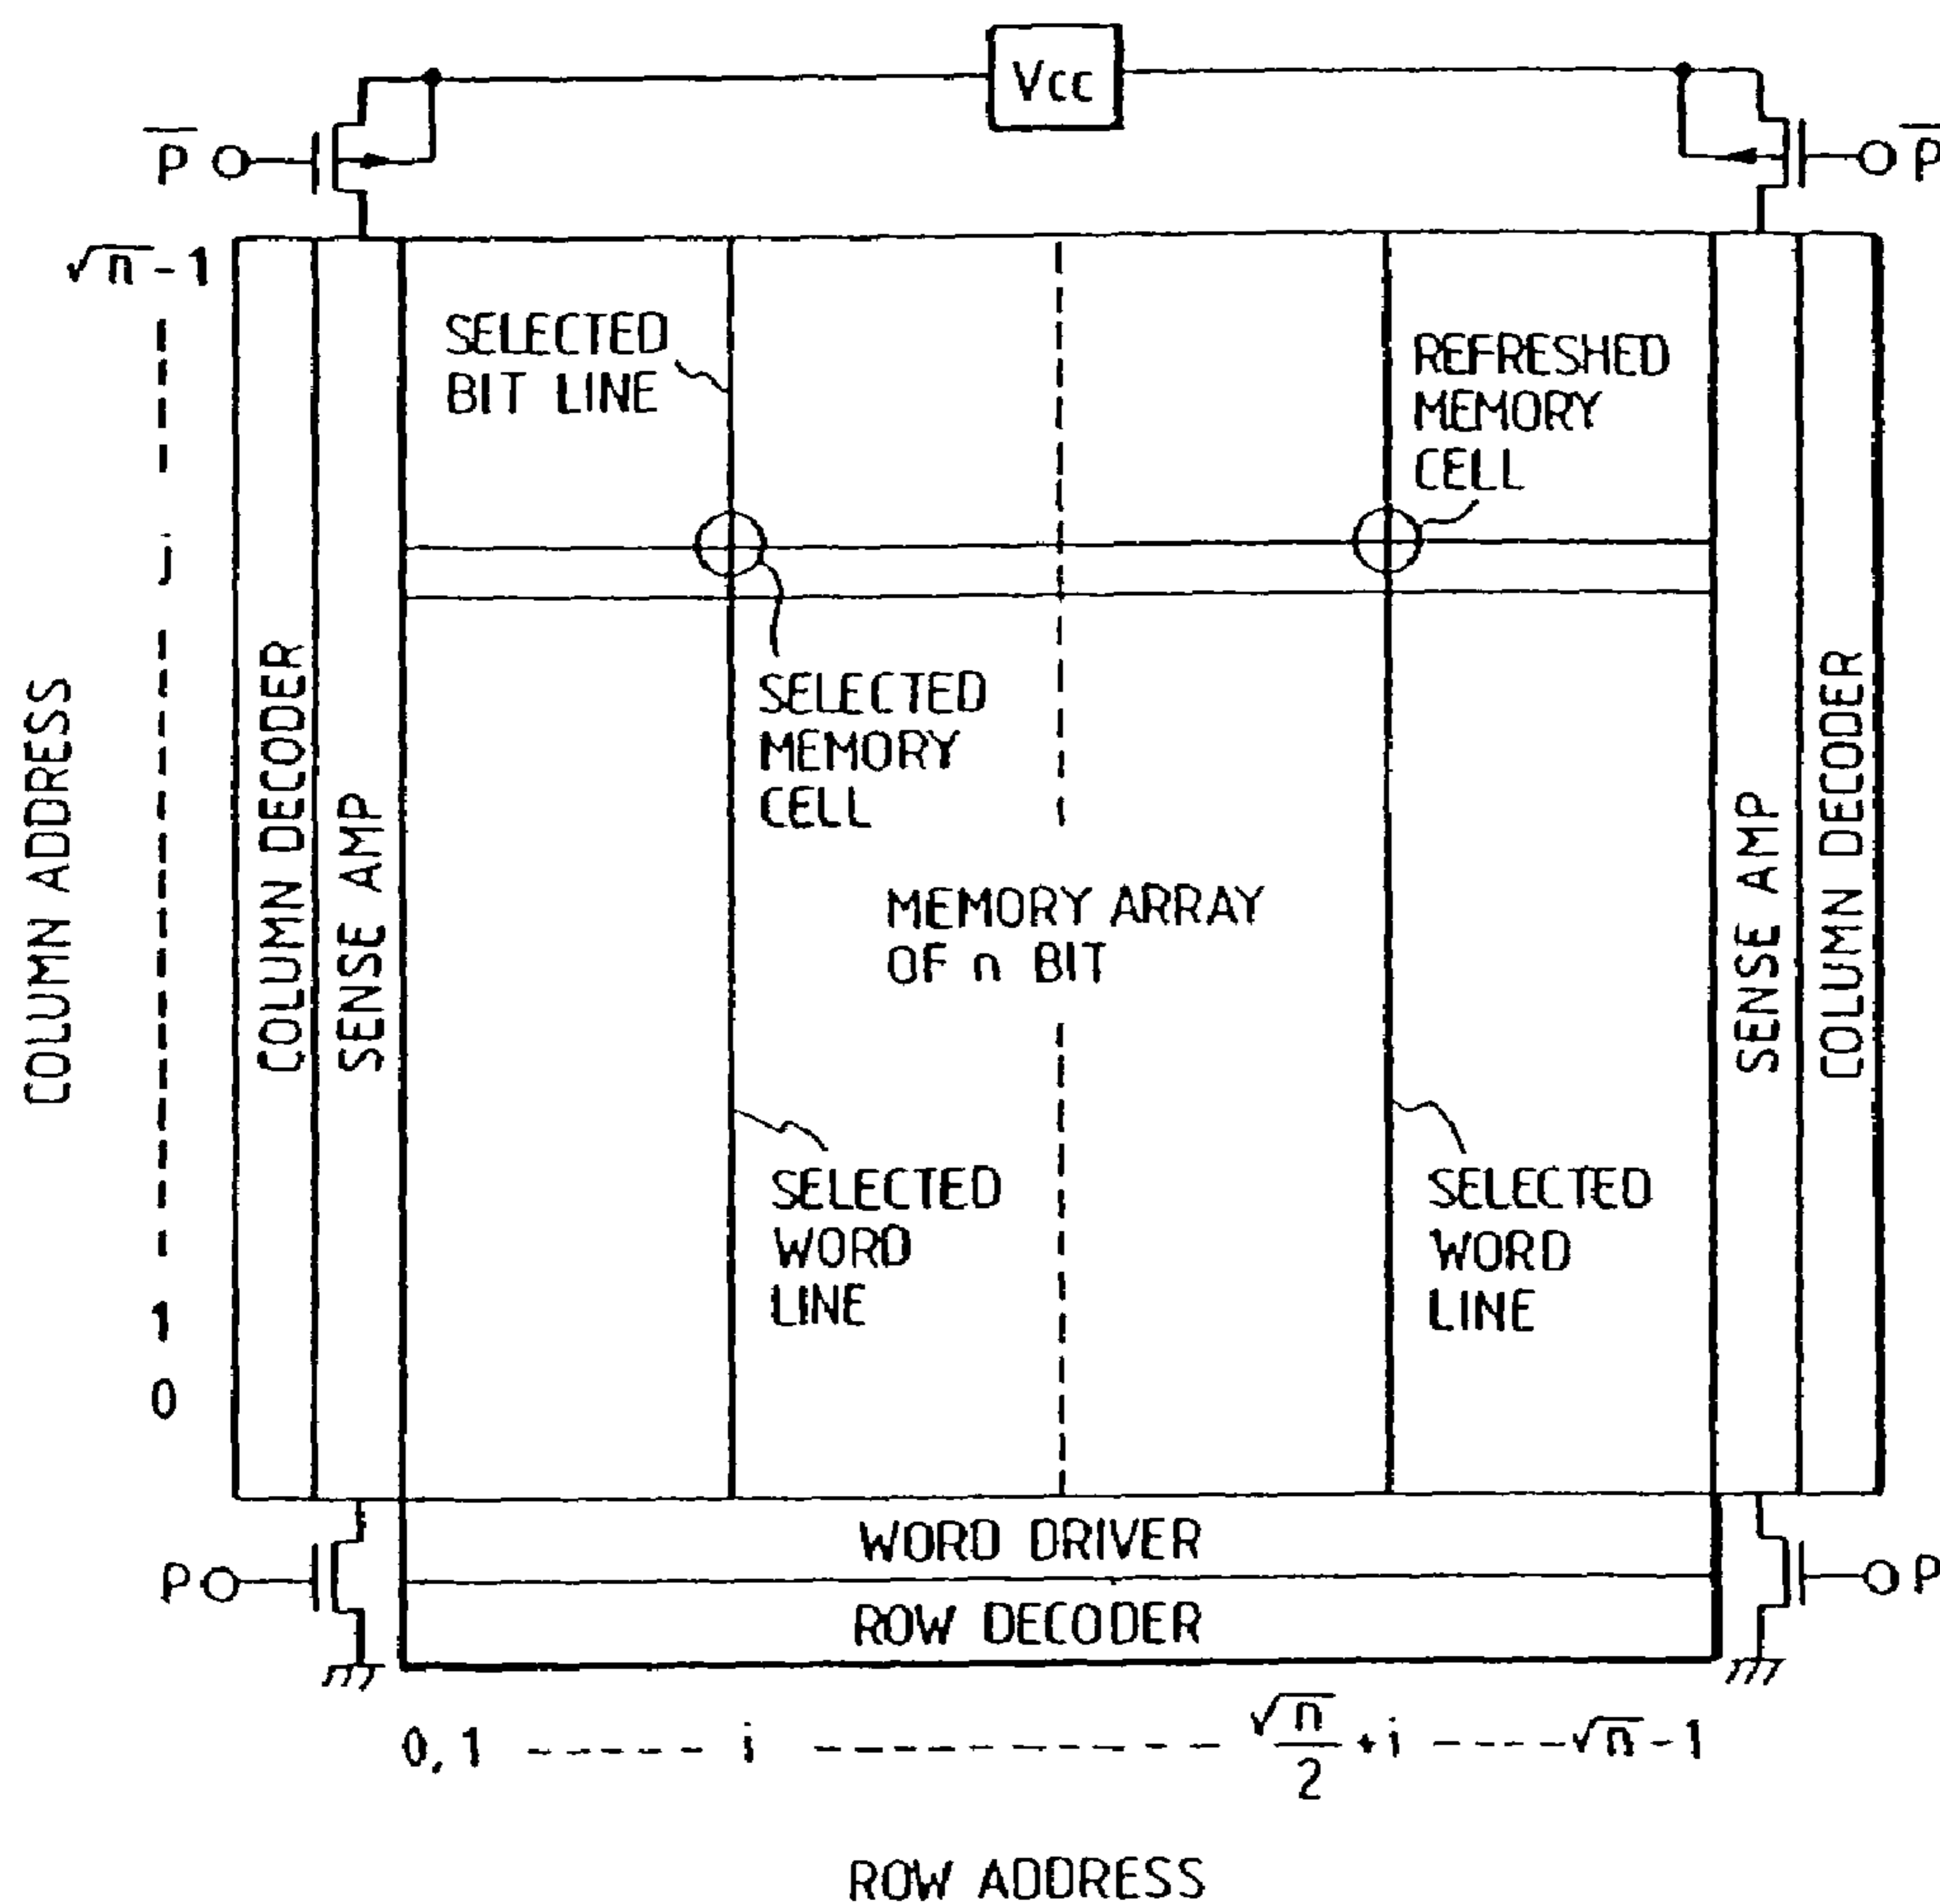 Vcc
P̅
P̅
√n-1
SELECTED
BIT LINE
REFRESHED
MEMORY
CELL
j
SELECTED
MEMORY
CELL
COLUMN ADDRESS
COLUMN DECODER
SENSE AMP
MEMORY ARRAY
OF n BIT
SENSE AMP
COLUMN DECODER
SELECTED
WORD
LINE
SELECTED
WORD
LINE
1
0
WORD DRIVER
P
P
ROW DECODER
0,1 ----- i ------------ √n/2+i ----√n-1
ROW ADDRESS